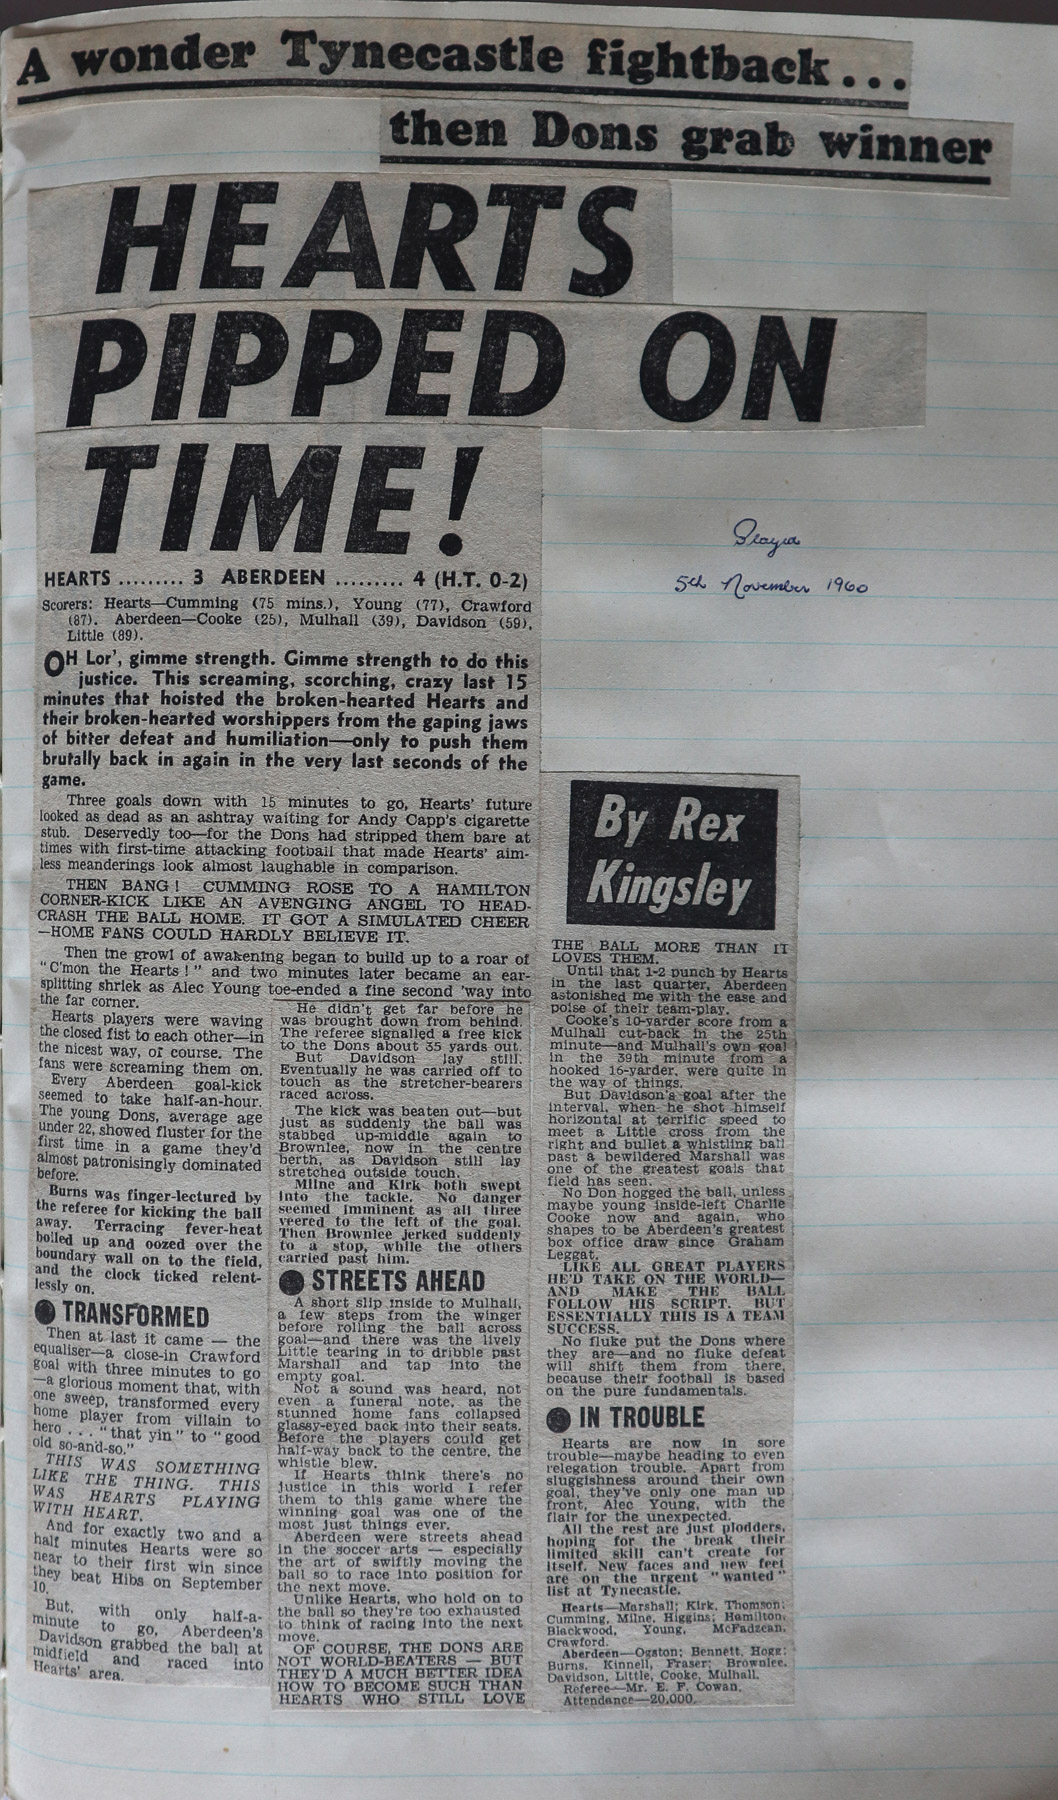 A wonder Tynecastle fightback...
then Dons grab winner
HEARTS
PIPPED ON
TIME!
HEARTS ......... 3 ABERDEEN ......... 4 (H.T. 0-2)
Scorers: Hearts—Cumming (75 mins.), Young (77), Crawford
(87). Aberdeen—Cooke (25), Mulhall (39), Davidson (59),
Little (89).
OH Lor', gimme strength. Gimme strength to do this
justice. This screaming, scorching, crazy last 15
minutes that hoisted the broken-hearted Hearts and
their broken-hearted worshippers from the gaping jaws
of bitter defeat and humiliation—only to push them
brutally back in again in the very last seconds of the
game.
Three goals down with 15 minutes to go, Hearts' future
looked as dead as an ashtray waiting for Andy Capp's cigarette
stub. Deservedly too—for the Dons had stripped them bare at
times with first-time attacking football that made Hearts' aim-
less meanderings look almost laughable in comparison.
THEN BANG! CUMMING ROSE TO A HAMILTON
CORNER-KICK LIKE AN AVENGING ANGEL TO HEAD-
CRASH THE BALL HOME. IT GOT A SIMULATED CHEER
—HOME FANS COULD HARDLY BELIEVE IT.
Then the growl of awakening began to build up to a roar of
"C'mon the Hearts!" and two minutes later became an ear-
splitting shriek as Alec Young toe-ended a fine second 'way into
the far corner.
Hearts players were waving
the closed fist to each other—in
the nicest way, of course. The
fans were screaming them on.
Every Aberdeen goal-kick
seemed to take half-an-hour.
The young Dons, average age
under 22, showed fluster for the
first time in a game they'd
almost patronisingly dominated
before.
Burns was finger-lectured by
the referee for kicking the ball
away. Terracing fever-heat
boiled up and oozed over the
boundary wall on to the field,
and the clock ticked relent-
lessly on.
● TRANSFORMED
Then at last it came — the
equaliser—a close-in Crawford
goal with three minutes to go
—a glorious moment that, with
one sweep, transformed every
home player from villain to
hero . . . "that yin" to "good
old so-and-so."
THIS WAS SOMETHING
LIKE THE THING. THIS
WAS HEARTS PLAYING
WITH HEART.
And for exactly two and a
half minutes Hearts were so
near to their first win since
they beat Hibs on September
10.
But, with only half-a-
minute to go, Aberdeen's
Davidson grabbed the ball at
midfield and raced into
Hearts' area.
He didn't get far before he
was brought down from behind.
The referee signalled a free kick
to the Dons about 35 yards out.
But Davidson lay still.
Eventually he was carried off to
touch as the stretcher-bearers
raced across.
The kick was beaten out—but
just as suddenly the ball was
stabbed up-middle again to
Brownlee, now in the centre
berth, as Davidson still lay
stretched outside touch.
Milne and Kirk both swept
into the tackle. No danger
seemed imminent as all three
veered to the left of the goal.
Then Brownlee jerked suddenly
to a stop, while the others
carried past him.
● STREETS AHEAD
A short slip inside to Mulhall,
a few steps from the winger
before rolling the ball across
goal—and there was the lively
Little tearing in to dribble past
Marshall and tap into the
empty goal.
Not a sound was heard, not
even a funeral note, as the
stunned home fans collapsed
glassy-eyed back into their seats.
Before the players could get
half-way back to the centre, the
whistle blew.
If Hearts think there's no
justice in this world I refer
them to this game where the
winning goal was one of the
most just things ever.
Aberdeen were streets ahead
in the soccer arts — especially
the art of swiftly moving the
ball so to race into position for
the next move.
Unlike Hearts, who hold on to
the ball so they're too exhausted
to think of racing into the next
move.
OF COURSE, THE DONS ARE
NOT WORLD-BEATERS — BUT
THEY'D A MUCH BETTER IDEA
HOW TO BECOME SUCH THAN
HEARTS WHO STILL LOVE
By Rex
Kingsley
THE BALL MORE THAN IT
LOVES THEM.
Until that 1-2 punch by Hearts
in the last quarter, Aberdeen
astonished me with the ease and
poise of their team-play.
Cooke's 10-yarder score from a
Mulhall cut-back in the 25th
minute—and Mulhall's own goal
in the 39th minute from a
hooked 16-yarder, were quite in
the way of things.
But Davidson's goal after the
interval, when he shot himself
horizontal at terrific speed to
meet a Little cross from the
right and bullet a whistling ball
past a bewildered Marshall was
one of the greatest goals that
field has seen.
No Don hogged the ball, unless
maybe young inside-left Charlie
Cooke now and again, who
shapes to be Aberdeen's greatest
box office draw since Graham
Leggat.
LIKE ALL GREAT PLAYERS
HE'D TAKE ON THE WORLD—
AND MAKE THE BALL
FOLLOW HIS SCRIPT. BUT
ESSENTIALLY THIS IS A TEAM
SUCCESS.
No fluke put the Dons where
they are—and no fluke defeat
will shift them from there,
because their football is based
on the pure fundamentals.
● IN TROUBLE
Hearts are now in sore
trouble—maybe heading to even
relegation trouble. Apart from
sluggishness around their own
goal, they've only one man up
front, Alec Young, with the
flair for the unexpected.
All the rest are just plodders,
hoping for the break their
limited skill can't create for
itself. New faces and new feet
are on the urgent "wanted"
list at Tynecastle.
Hearts—Marshall; Kirk, Thomson;
Cumming, Milne, Higgins; Hamilton,
Blackwood, Young, McFadzean,
Crawford.
Aberdeen—Ogston; Bennett, Hogg;
Burns, Kinnell, Fraser; Brownlee,
Davidson, Little, Cooke, Mulhall.
Referee—Mr. E. F. Cowan.
Attendance—20,000.
Played
5th November 1960